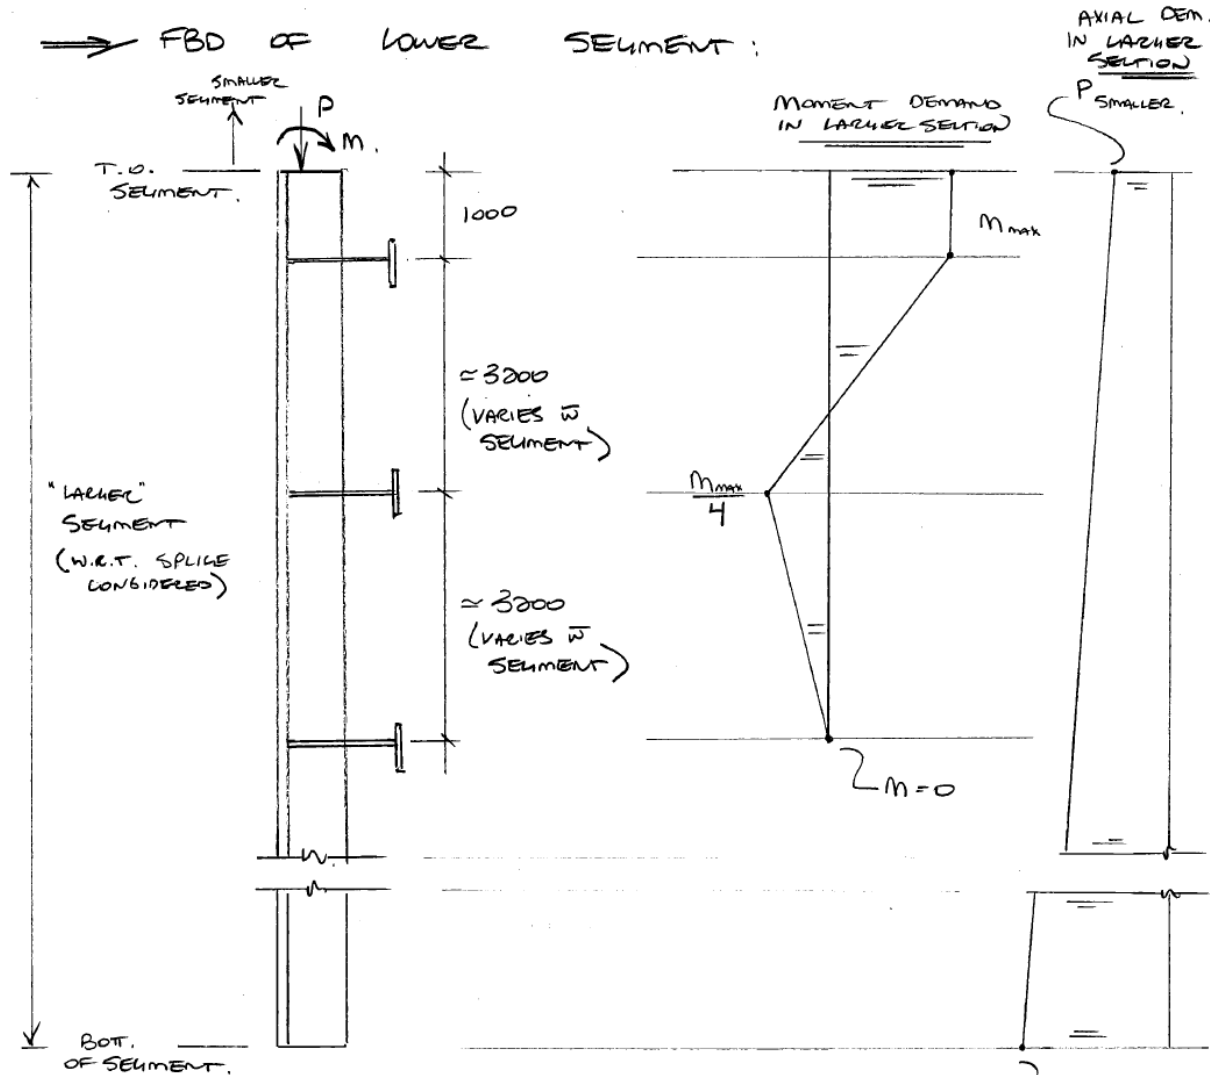 FBD OF LOWER SEGMENT:
AXIAL DEM.
IN LARGER
SECTION
SMALLER
SEGMENT
P
M.
MOMENT DEMAND
IN LARGER SECTION
P SMALLER.
T.O.
SEGMENT.
1000
M MAX
≃3200
(VARIES w̅
SEGMENT)
"LARGER"
SEGMENT
(W.R.T. SPLICE
CONSIDERED)
M MAX
4
≃3200
(VARIES w̅
SEGMENT)
M=0
BOTT.
OF SEGMENT.